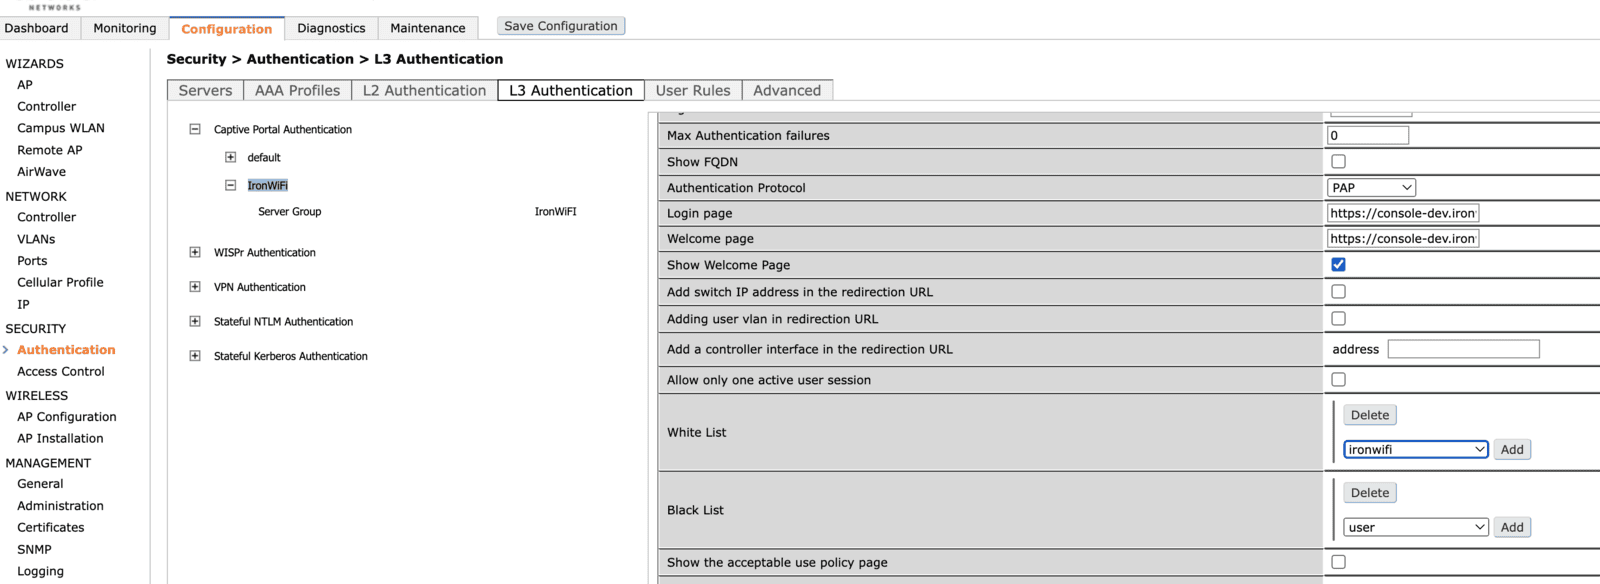 NETWORKS
Dashboard Monitoring Configuration Diagnostics Maintenance Save Configuration
WIZARDS
AP
Controller
Campus WLAN
Remote AP
AirWave
NETWORK
Controller
VLANs
Ports
Cellular Profile
IP
SECURITY
Authentication
Access Control
WIRELESS
AP Configuration
AP Installation
MANAGEMENT
General
Administration
Certificates
SNMP
Logging
Security > Authentication > L3 Authentication
Servers AAA Profiles L2 Authentication L3 Authentication User Rules Advanced
Captive Portal Authentication
default
IronWiFi
Server Group IronWiFI
WISPr Authentication
VPN Authentication
Stateful NTLM Authentication
Stateful Kerberos Authentication
Max Authentication failures 0
Show FQDN
Authentication Protocol PAP
Login page https://console-dev.iron
Welcome page https://console-dev.iron
Show Welcome Page
Add switch IP address in the redirection URL
Adding user vlan in redirection URL
Add a controller interface in the redirection URL address
Allow only one active user session
White List
Delete
ironwifi Add
Black List
Delete
user Add
Show the acceptable use policy page